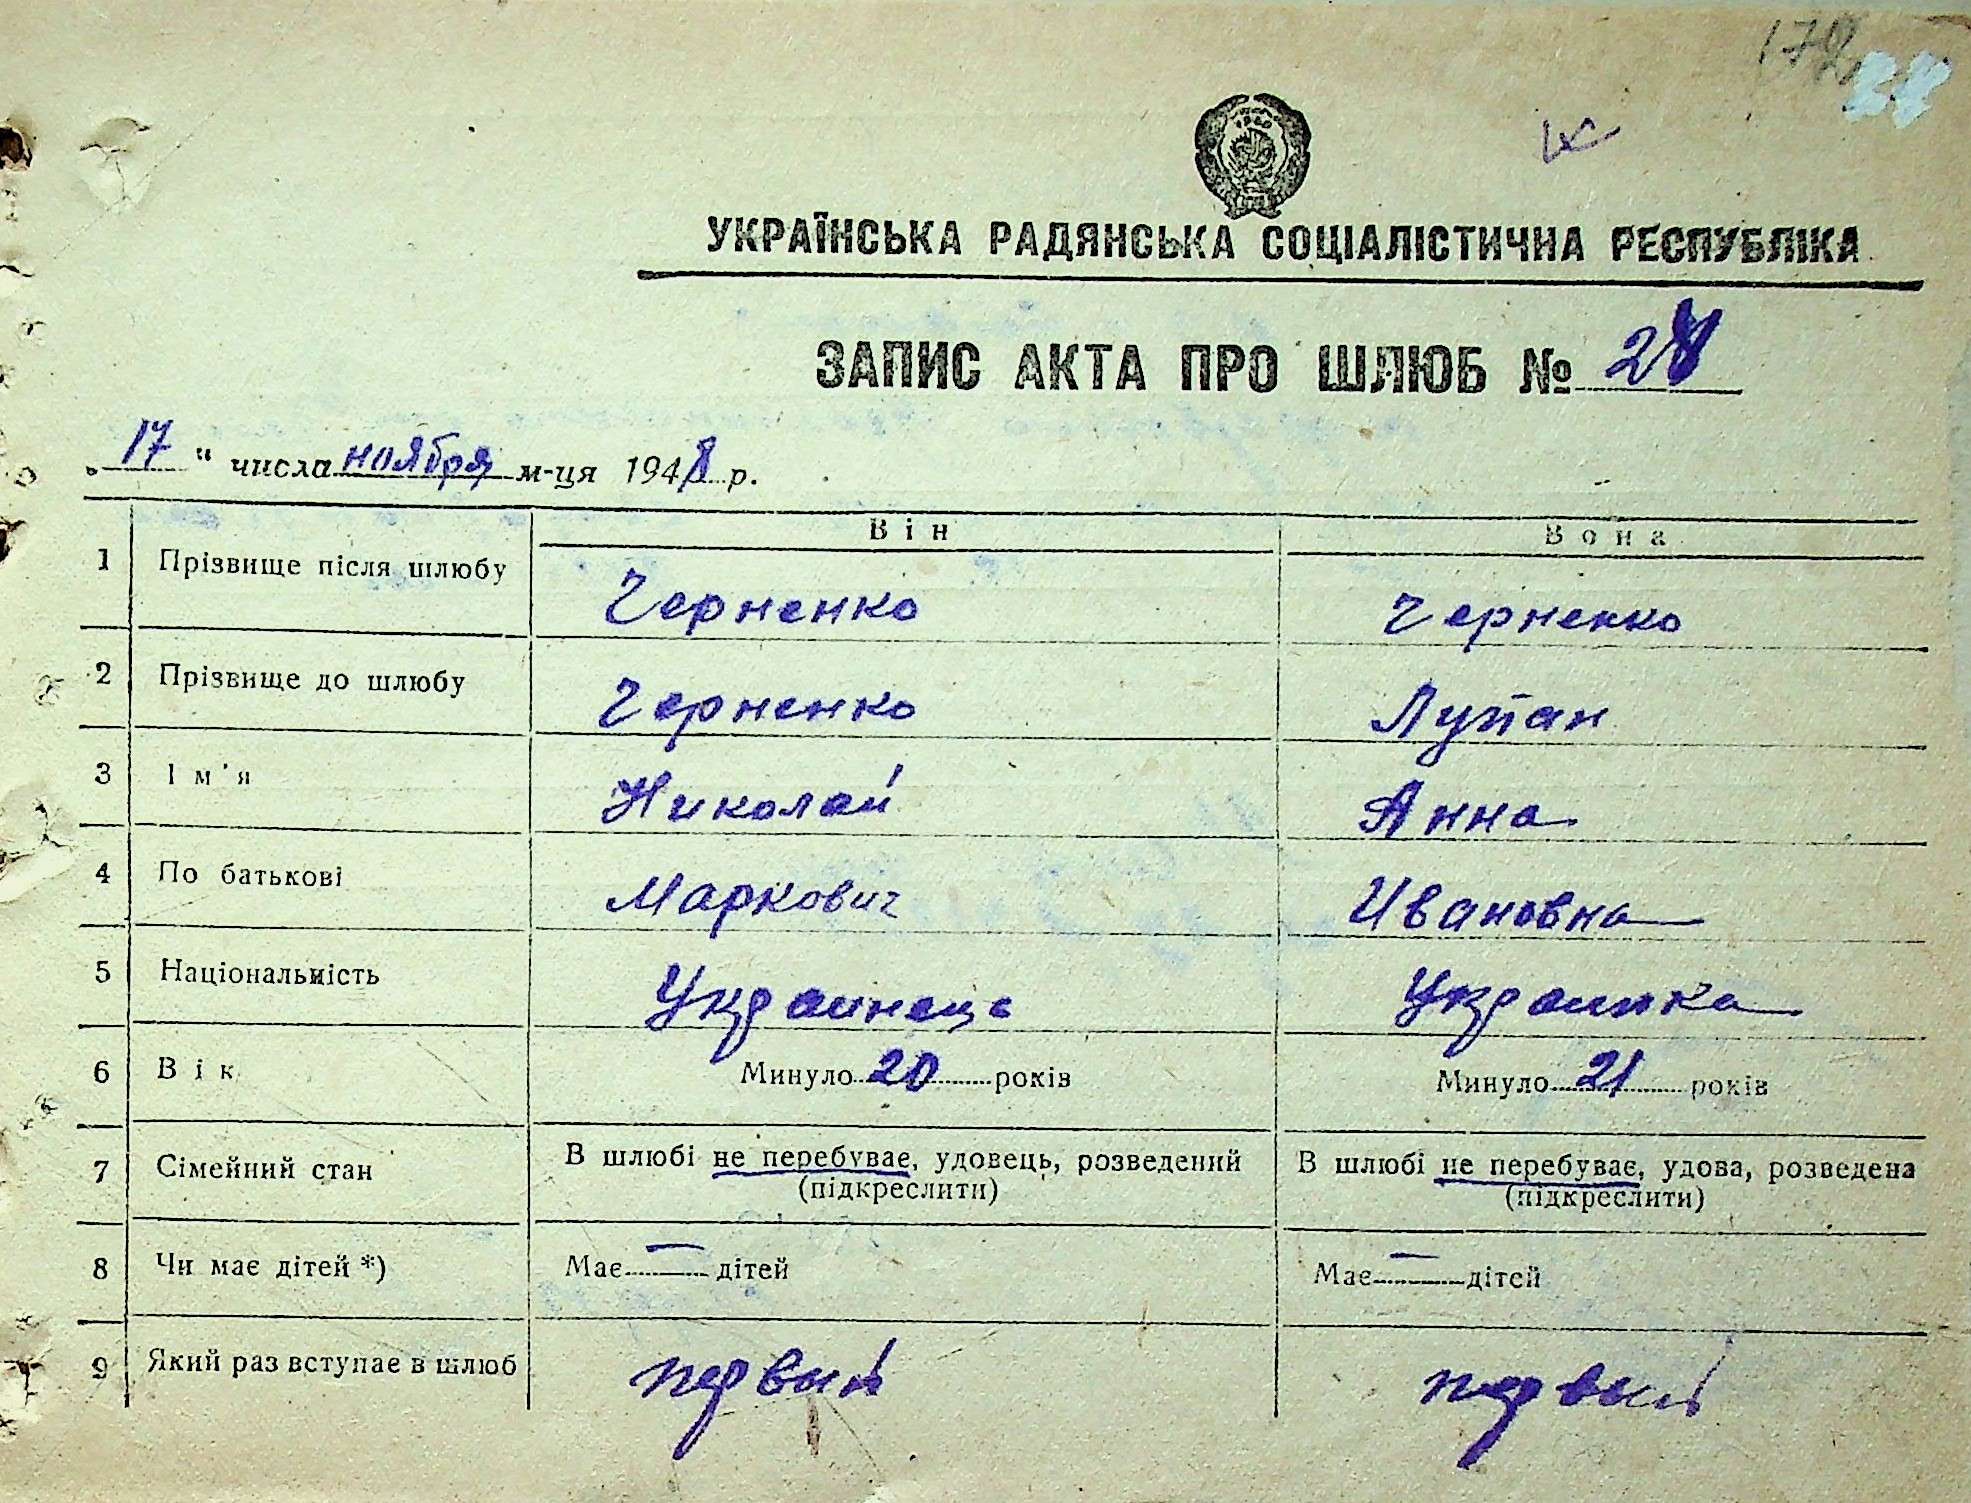 УКРАЇНСЬКА РАДЯНСЬКА СОЦІАЛІСТИЧНА РЕСПУБЛІКА
ЗАПИС АКТА ПРО ШЛЮБ № 28
„ 17 " числа ноября м-ця 1948 р.
Він Вона
1 Прізвище після шлюбу Черненко Черненко
2 Прізвище до шлюбу Черненко Лупан
3 Ім'я Николай Анна
4 По батькові Маркович Ивановна
5 Національність Украинець Украинка
6 Вік Минуло 20 років Минуло 21 років
7 Сімейний стан В шлюбі не перебуває, удовець, розведений В шлюбі не перебуває, удова, розведена
(підкреслити) (підкреслити)
8 Чи має дітей *) Має — дітей Має — дітей
9 Який раз вступає в шлюб первый первый